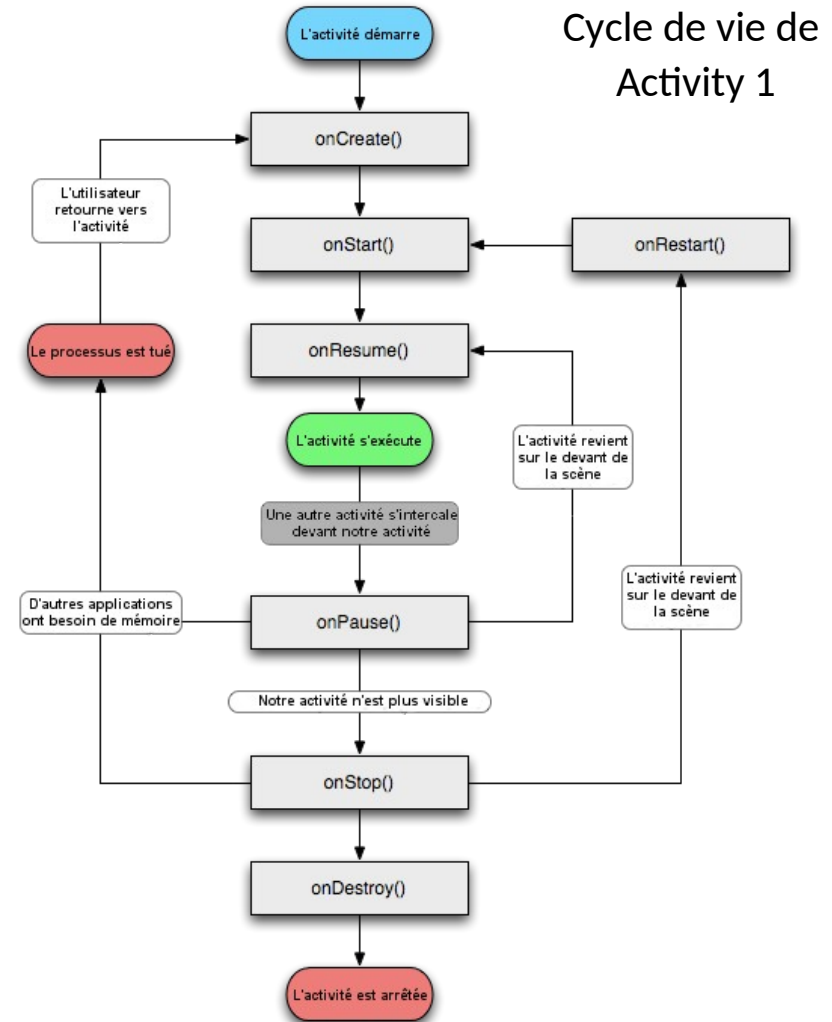 Cycle de vie de
Activity 1
L'activité démarre
onCreate()
L'utilisateur
retourne vers
l'activité
onStart()
onRestart()
Le processus est tué
onResume()
L'activité s'exécute
L'activité revient
sur le devant de
la scène
Une autre activité s'intercale
devant notre activité
L'activité revient
sur le devant de
la scène
D'autres applications
ont besoin de mémoire
onPause()
Notre activité n'est plus visible
onStop()
onDestroy()
L'activité est arrêtée